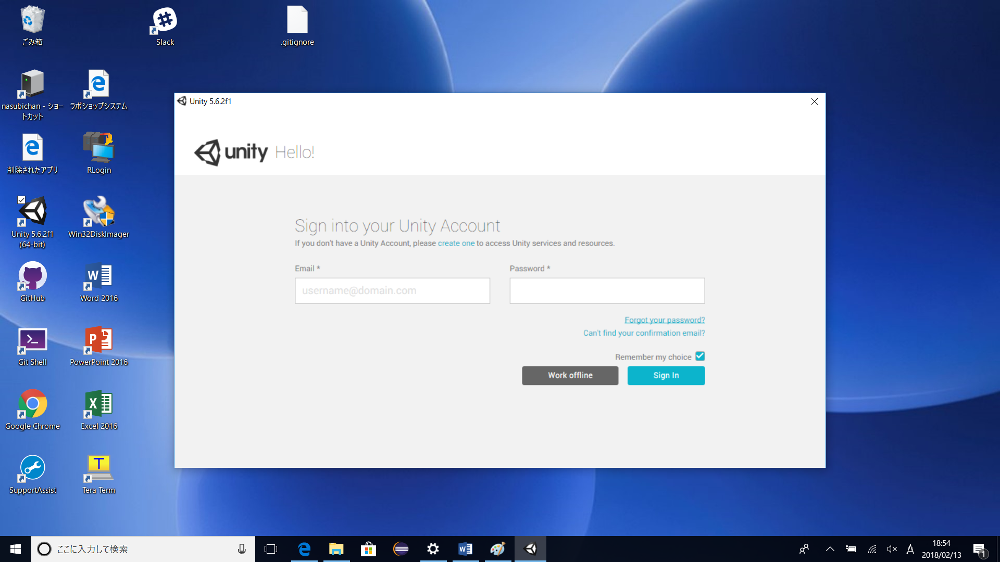 ごみ箱
Slack
.gitignore
nasubichan - ショー
トカット
ラボショップシステム
削除されたアプリ
RLogin
Unity 5.6.2f1
(64-bit)
Win32DiskImager
GitHub
Word 2016
Git Shell
PowerPoint 2016
Google Chrome
Excel 2016
SupportAssist
Tera Term
Unity 5.6.2f1
unity Hello!
Sign into your Unity Account
If you don't have a Unity Account, please create one to access Unity services and resources.
Email *
Password *
username@domain.com
Forgot your password?
Can't find your confirmation email?
Remember my choice
Work offline
Sign In
ここに入力して検索
A
18:54
2018/02/13
1